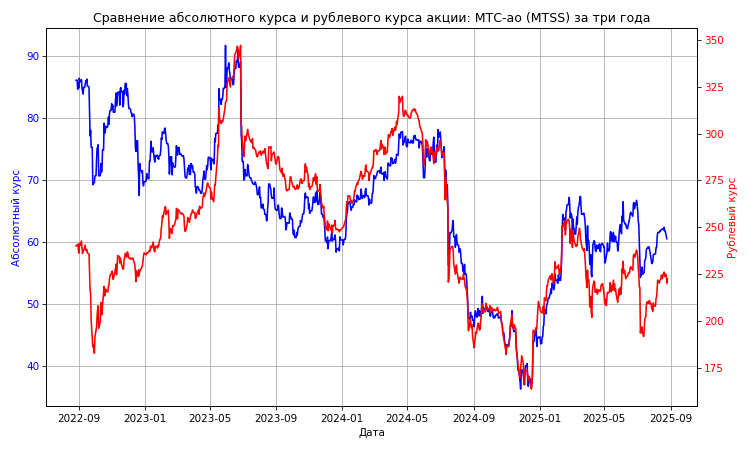 Сравнение абсолютного курса и рублевого курса акции: МТС-ао (MTSS) за три года
Абсолютный курс
90
80
70
60
50
40
350
325
300
275
250
225
200
175
Рублевый курс
2022-09 2023-01 2023-05 2023-09 2024-01 2024-05 2024-09 2025-01 2025-05 2025-09
Дата